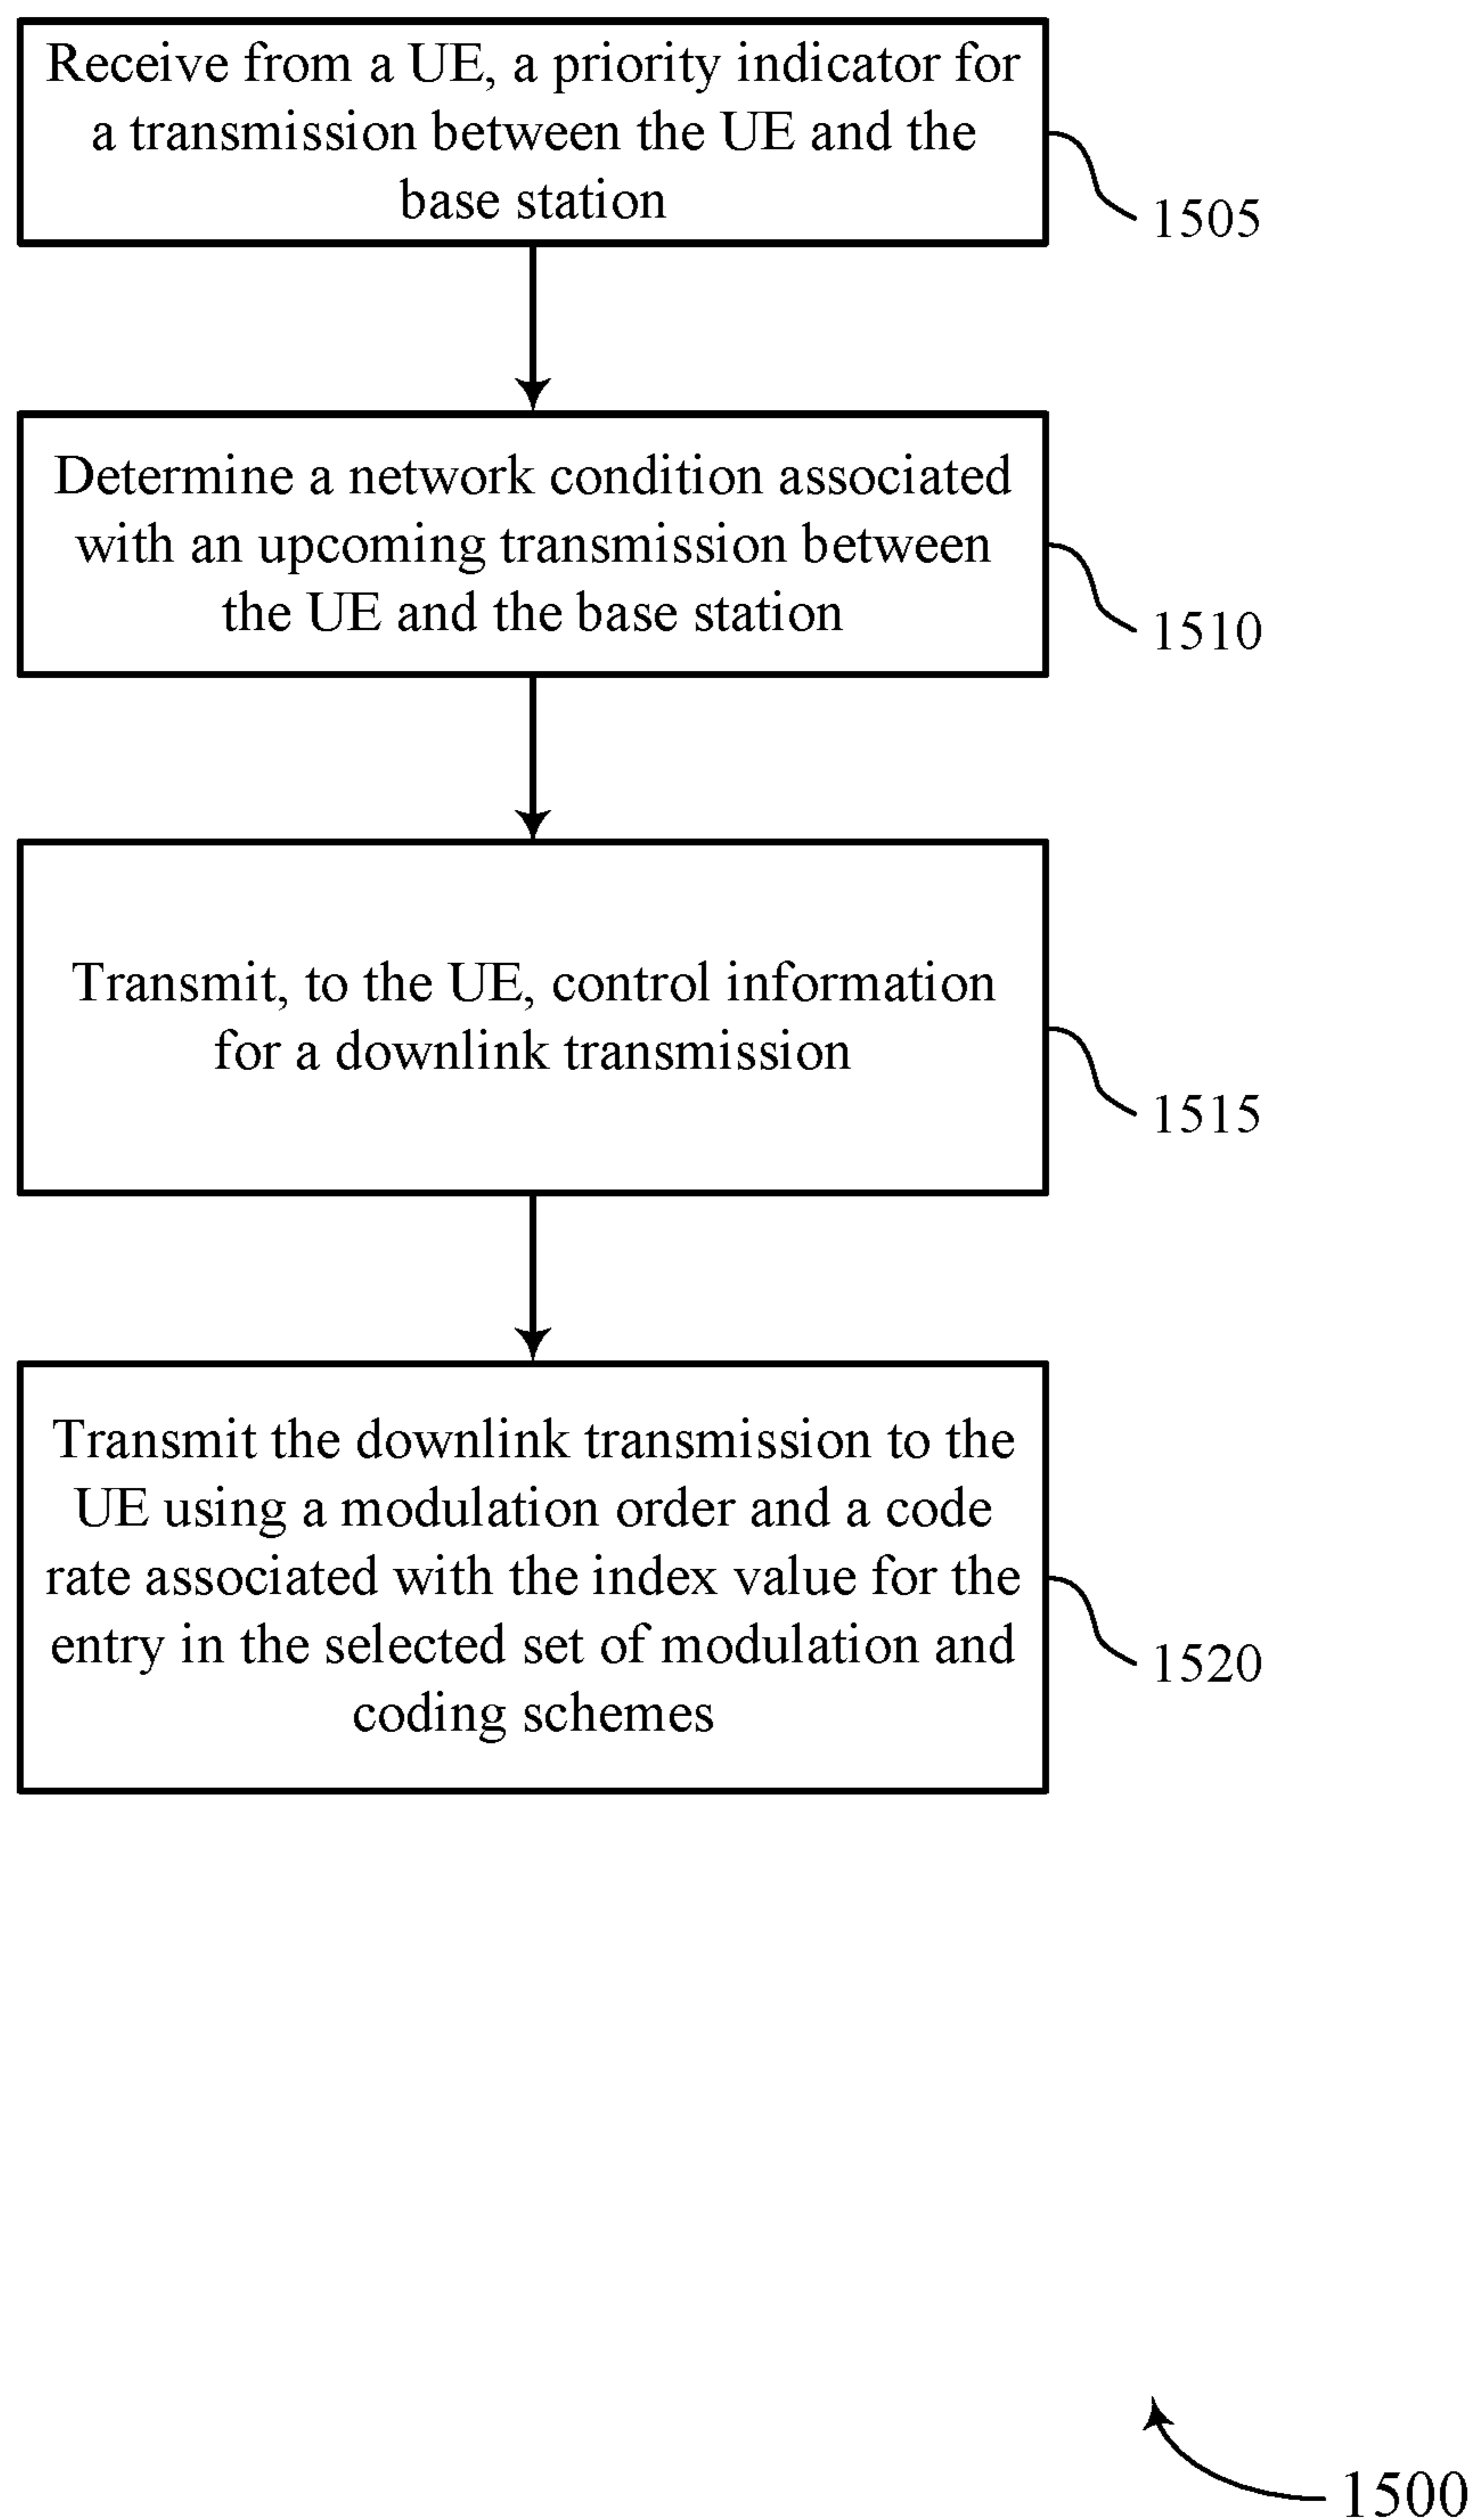 Receive from a UE, a priority indicator for
a transmission between the UE and the
base station
1505
Determine a network condition associated
with an upcoming transmission between
the UE and the base station
1510
Transmit, to the UE, control information
for a downlink transmission
1515
Transmit the downlink transmission to the
UE using a modulation order and a code
rate associated with the index value for the
entry in the selected set of modulation and
coding schemes
1520
1500